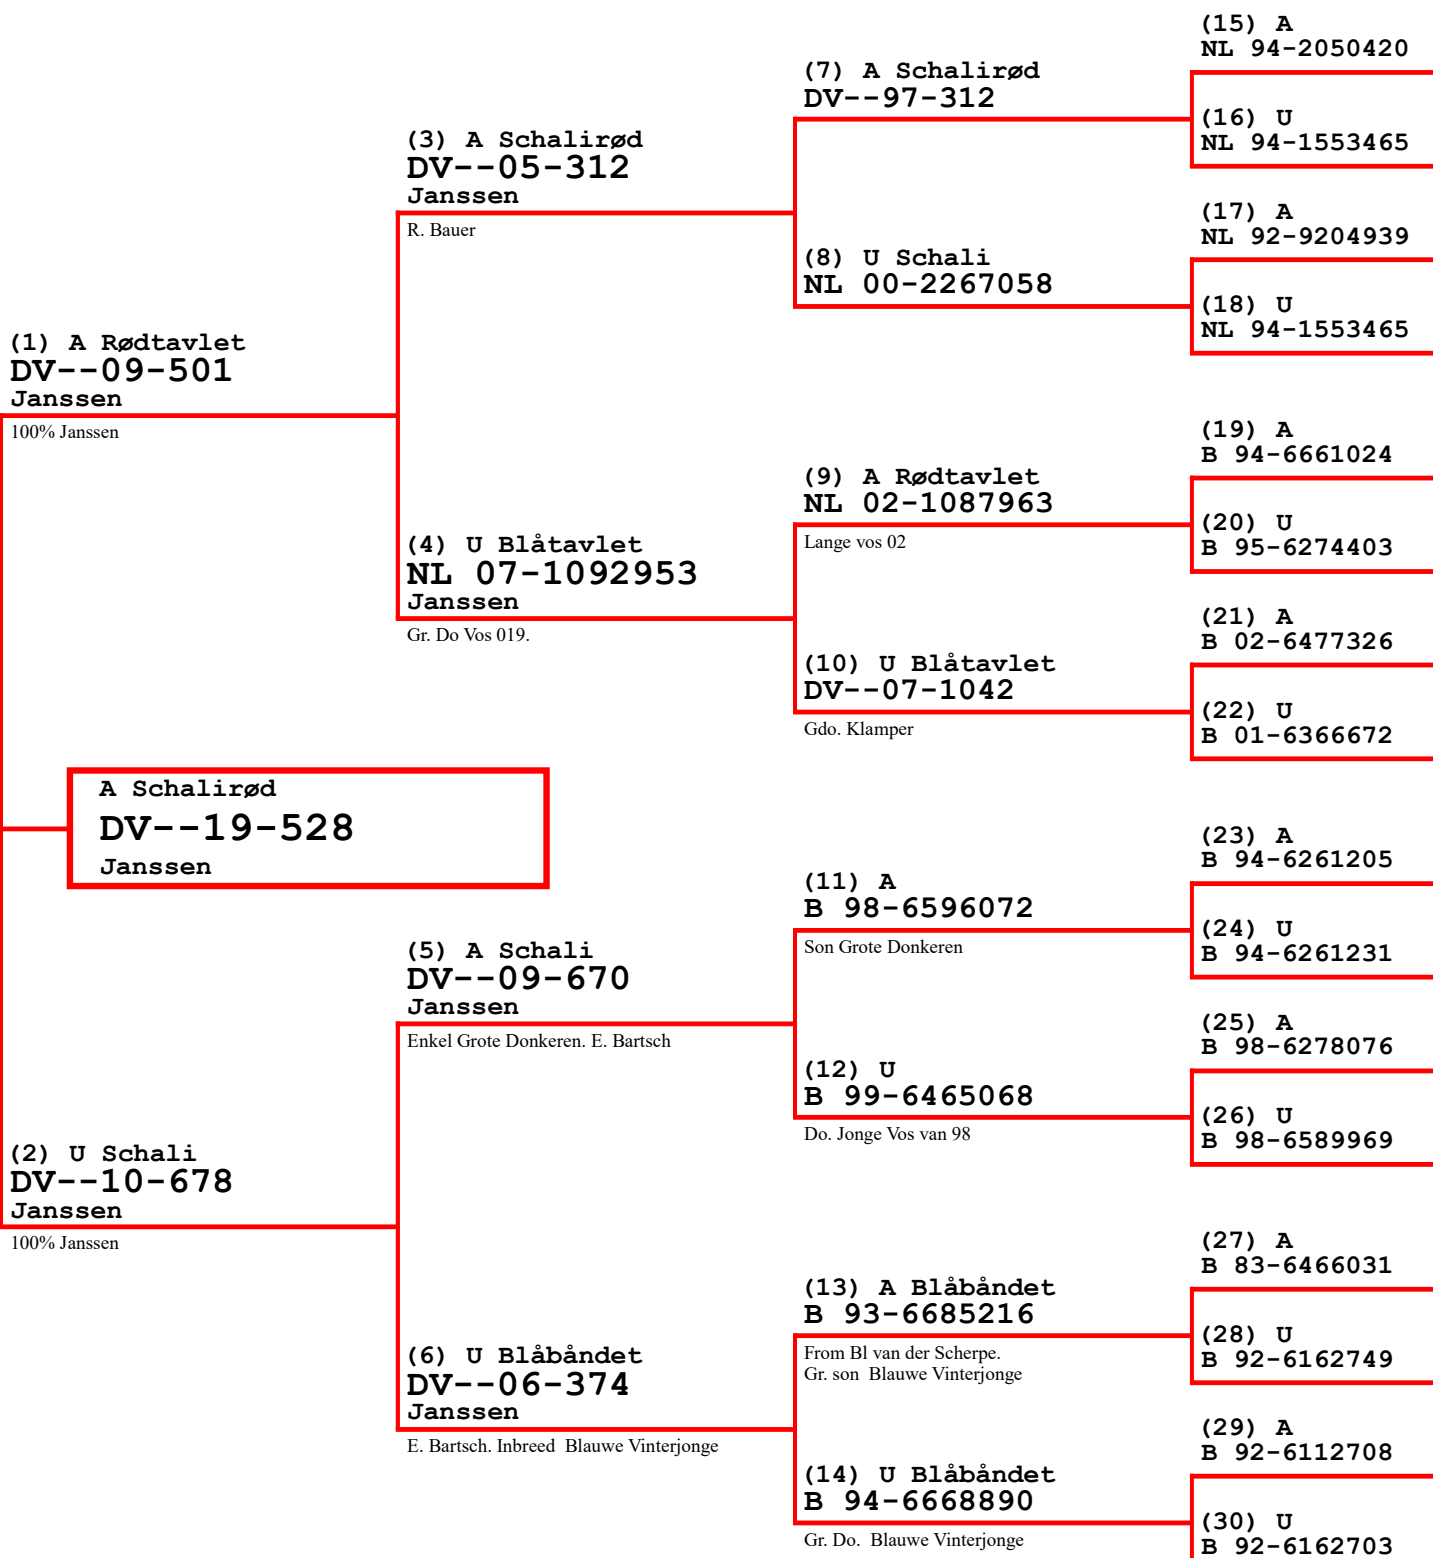 (1) A Rødtavlet
DV--09-501
Janssen
100% Janssen
A Schalirød
DV--19-528
Janssen
(2) U Schali
DV--10-678
Janssen
100% Janssen
(3) A Schalirød
DV--05-312
Janssen
R. Bauer
(4) U Blåtavlet
NL 07-1092953
Janssen
Gr. Do Vos 019.
(5) A Schali
DV--09-670
Janssen
Enkel Grote Donkeren. E. Bartsch
(6) U Blåbåndet
DV--06-374
Janssen
E. Bartsch. Inbreed Blauwe Vinterjonge
(7) A Schalirød
DV--97-312
(8) U Schali
NL 00-2267058
(9) A Rødtavlet
NL 02-1087963
Lange vos 02
(10) U Blåtavlet
DV--07-1042
Gdo. Klamper
(11) A
B 98-6596072
Son Grote Donkeren
(12) U
B 99-6465068
Do. Jonge Vos van 98
(13) A Blåbåndet
B 93-6685216
From Bl van der Scherpe.
Gr. son Blauwe Vinterjonge
(14) U Blåbåndet
B 94-6668890
Gr. Do. Blauwe Vinterjonge
(15) A
NL 94-2050420
(16) U
NL 94-1553465
(17) A
NL 92-9204939
(18) U
NL 94-1553465
(19) A
B 94-6661024
(20) U
B 95-6274403
(21) A
B 02-6477326
(22) U
B 01-6366672
(23) A
B 94-6261205
(24) U
B 94-6261231
(25) A
B 98-6278076
(26) U
B 98-6589969
(27) A
B 83-6466031
(28) U
B 92-6162749
(29) A
B 92-6112708
(30) U
B 92-6162703